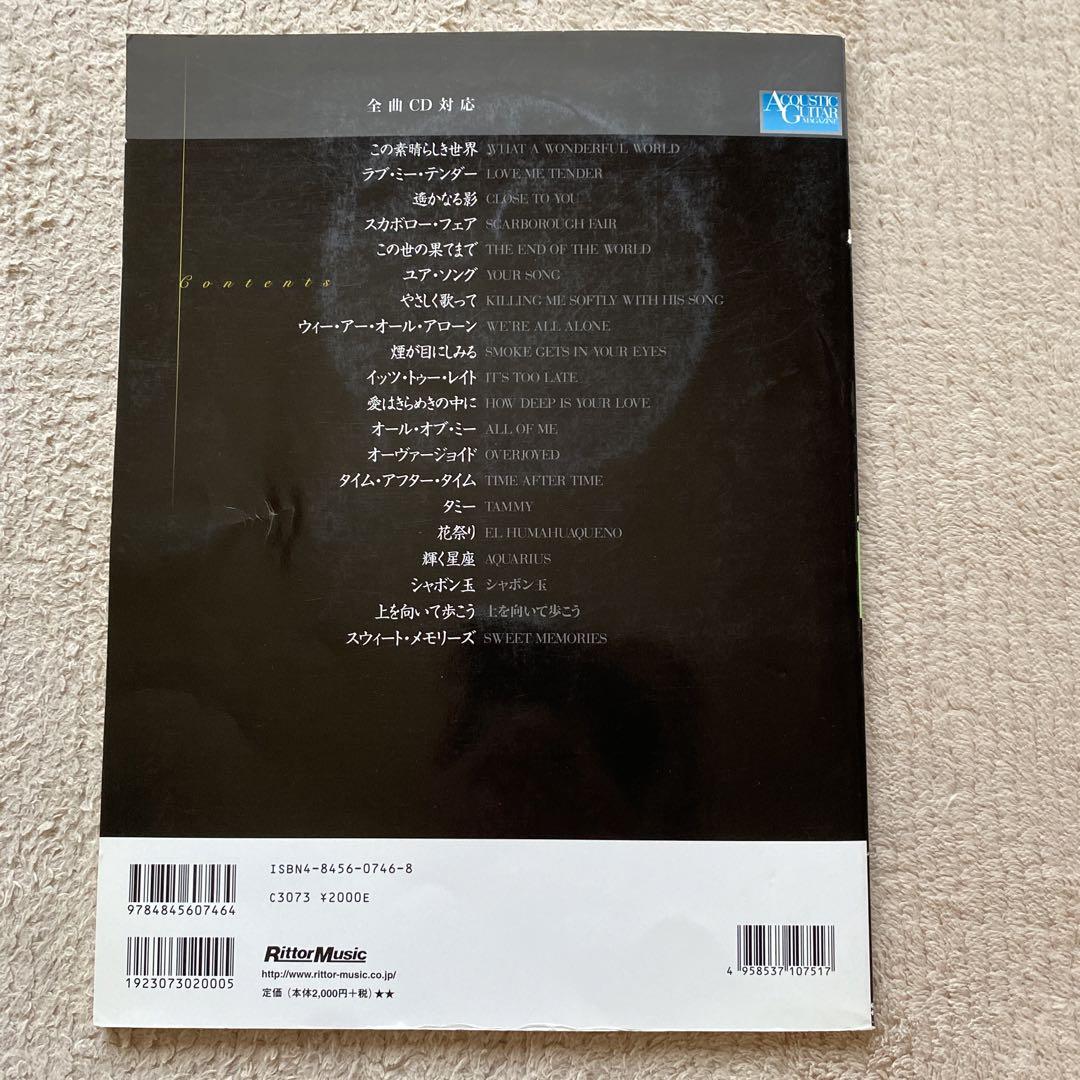 全曲CD対応
ACOUSTIC
GUITAR
MAGAZINE
Contents
この素晴らしき世界 WHAT A WONDERFUL WORLD
ラブ・ミー・テンダー LOVE ME TENDER
遥かなる影 CLOSE TO YOU
スカボロー・フェア SCARBOROUGH FAIR
この世の果てまで THE END OF THE WORLD
ユア・ソング YOUR SONG
やさしく歌って KILLING ME SOFTLY WITH HIS SONG
ウィー・アー・オール・アローン WE'RE ALL ALONE
煙が目にしみる SMOKE GETS IN YOUR EYES
イッツ・トゥー・レイト IT'S TOO LATE
愛はきらめきの中に HOW DEEP IS YOUR LOVE
オール・オブ・ミー ALL OF ME
オーヴァージョイド OVERJOYED
タイム・アフター・タイム TIME AFTER TIME
タミー TAMMY
花祭り EL HUMAHUAQUENO
輝く星座 AQUARIUS
シャボン玉 シャボン玉
上を向いて歩こう 上を向いて歩こう
スウィート・メモリーズ SWEET MEMORIES
ISBN4-8456-0746-8
C3073 ¥2000E
9784845607464
1923073020005
RittorMusic
http://www.rittor-music.co.jp/
定価（本体2,000円+税）★★
4 958537 107517